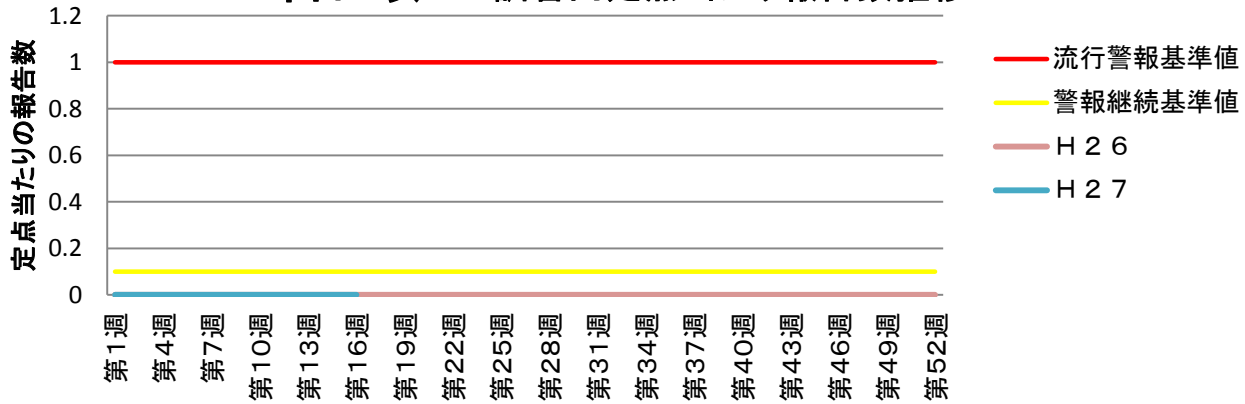 1.2
1
0.8
0.6
0.4
0.2
0
定点当たりの報告数
第1週
第4週
第7週
第10週
第13週
第16週
第19週
第22週
第25週
第28週
第31週
第34週
第37週
第40週
第43週
第46週
第49週
第52週
流行警報基準値
警報継続基準値
Ｈ２６
Ｈ２７